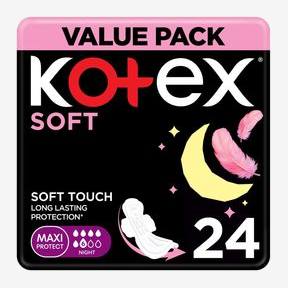 VALUE PACK
Kotex®
SOFT
SOFT TOUCH
LONG LASTING
PROTECTION*
MAXI
PROTECT
NIGHT
24